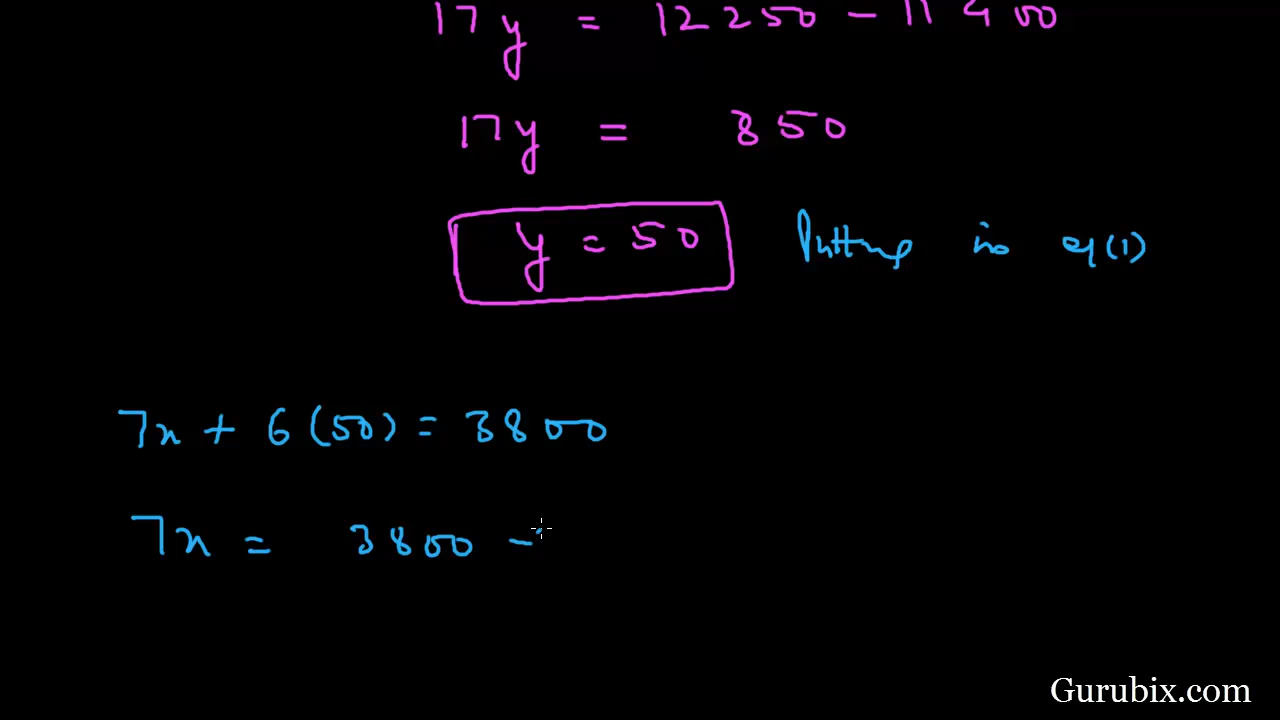 17y = 12250 - 11400
17y = 850
y = 50 Putting in eq(1)
7x + 6(50) = 3800
7x = 3800 -
Gurubix.com